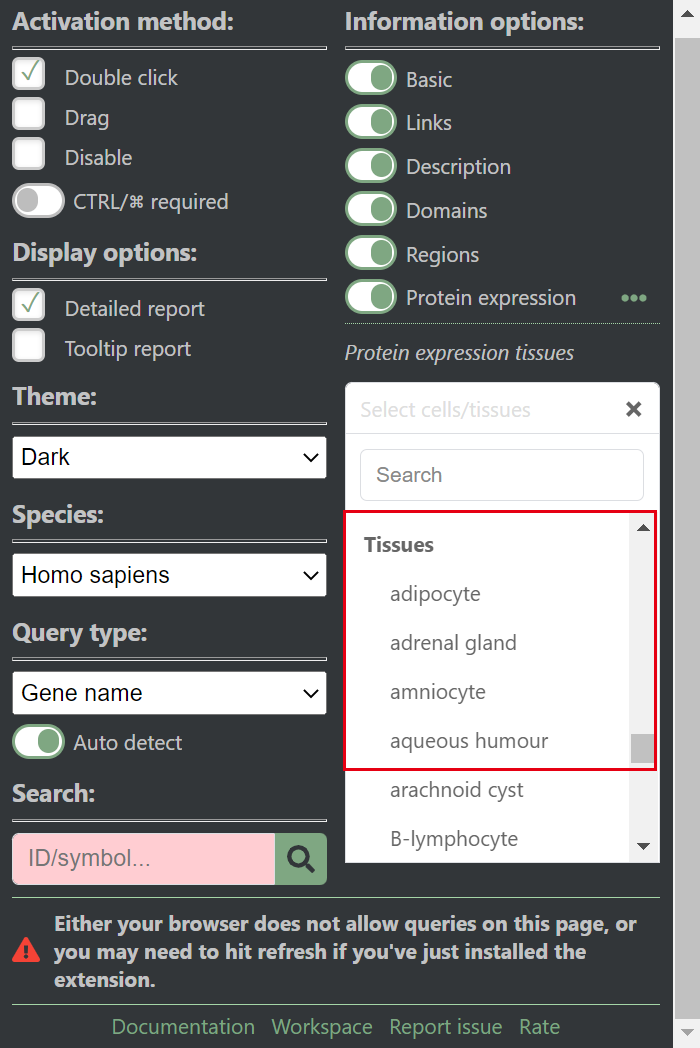 Activation method:
Double click
Drag
Disable
CTRL/⌘ required
Display options:
Detailed report
Tooltip report
Theme:
Dark
Species:
Homo sapiens
Query type:
Gene name
Auto detect
Search:
ID/symbol...
Information options:
Basic
Links
Description
Domains
Regions
Protein expression
Protein expression tissues
Select cells/tissues
Search
Tissues
adipocyte
adrenal gland
amniocyte
aqueous humour
arachnoid cyst
B-lymphocyte
Either your browser does not allow queries on this page, or
you may need to hit refresh if you've just installed the
extension.
Documentation Workspace Report issue Rate